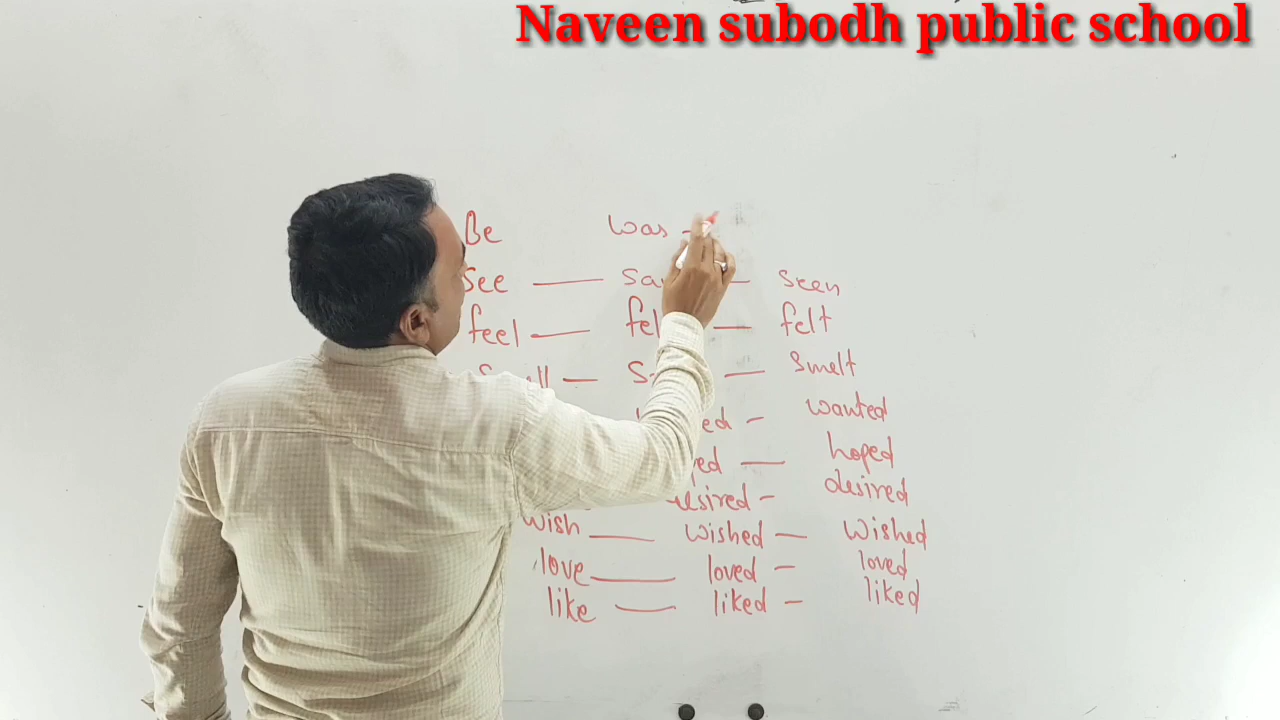 Naveen subodh public school
Be was -
see —— — seen
feel —— — felt
— — smelt
- wanted
— hoped
desired - desired
wish —— wished — wished
love —— loved - loved
like —— liked - liked